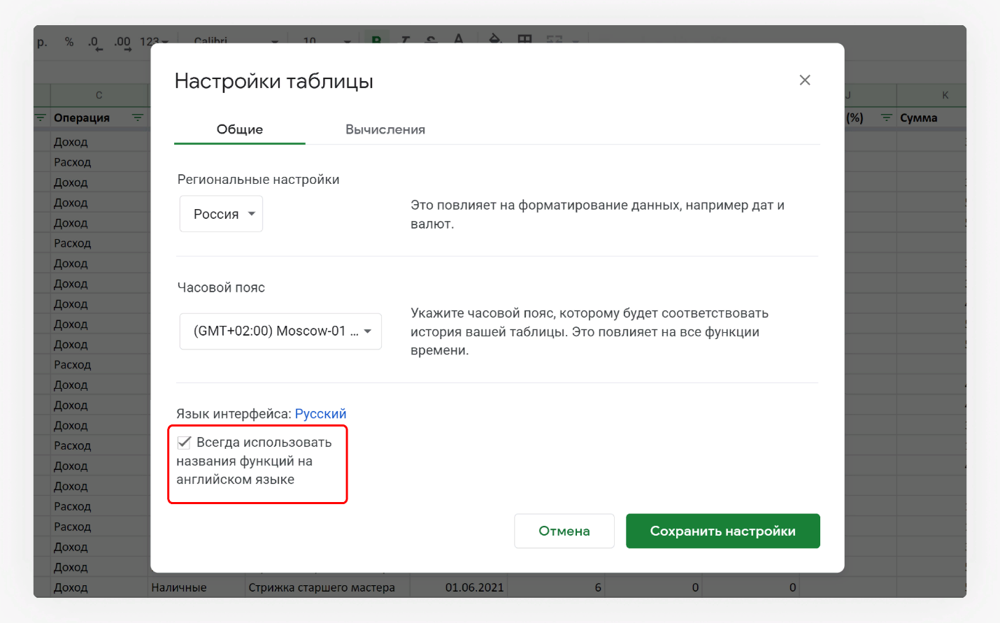 р. % .0 .00 123 Calibri 10 B
Настройки таблицы
C J K
Операция (%) Сумма
Общие Вычисления
Доход
Расход
Доход
Доход
Доход
Расход
Доход
Доход
Доход
Доход
Доход
Расход
Доход
Доход
Доход
Расход
Доход
Доход
Расход
Расход
Доход
Доход
Региональные настройки
Россия
Это повлияет на форматирование данных, например дат и
валют.
Часовой пояс
(GMT+02:00) Moscow-01 ...
Укажите часовой пояс, которому будет соответствовать
история вашей таблицы. Это повлияет на все функции
времени.
Язык интерфейса: Русский
Всегда использовать
названия функций на
английском языке
Отмена Сохранить настройки
Доход Наличные Стрижка старшего мастера 01.06.2021 6 0 0